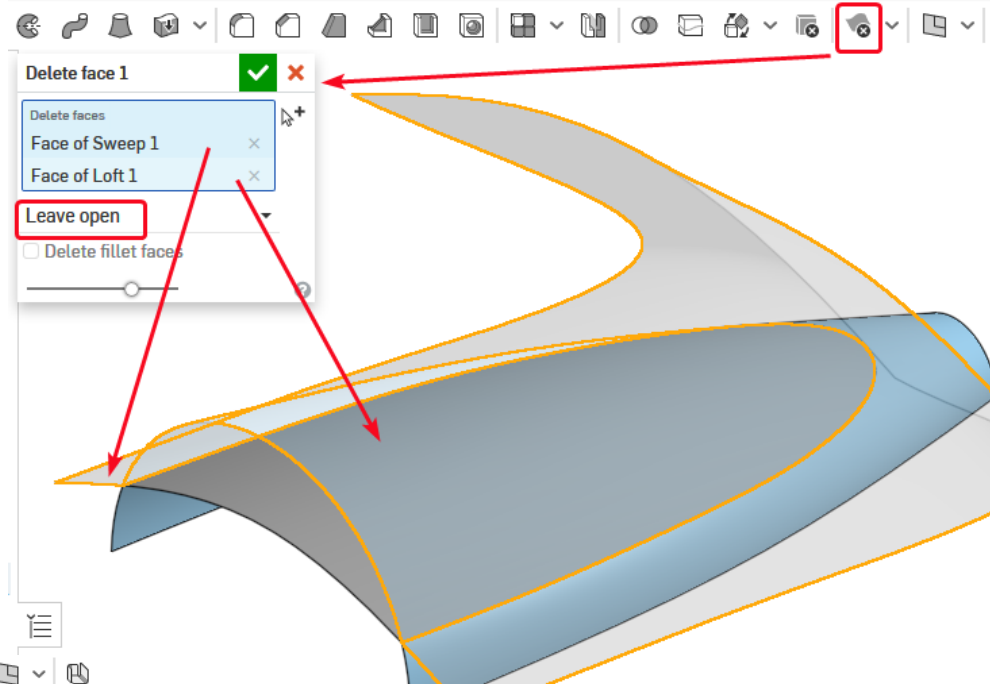 Delete face 1
Delete faces
Face of Sweep 1
Face of Loft 1
Leave open
Delete fillet faces